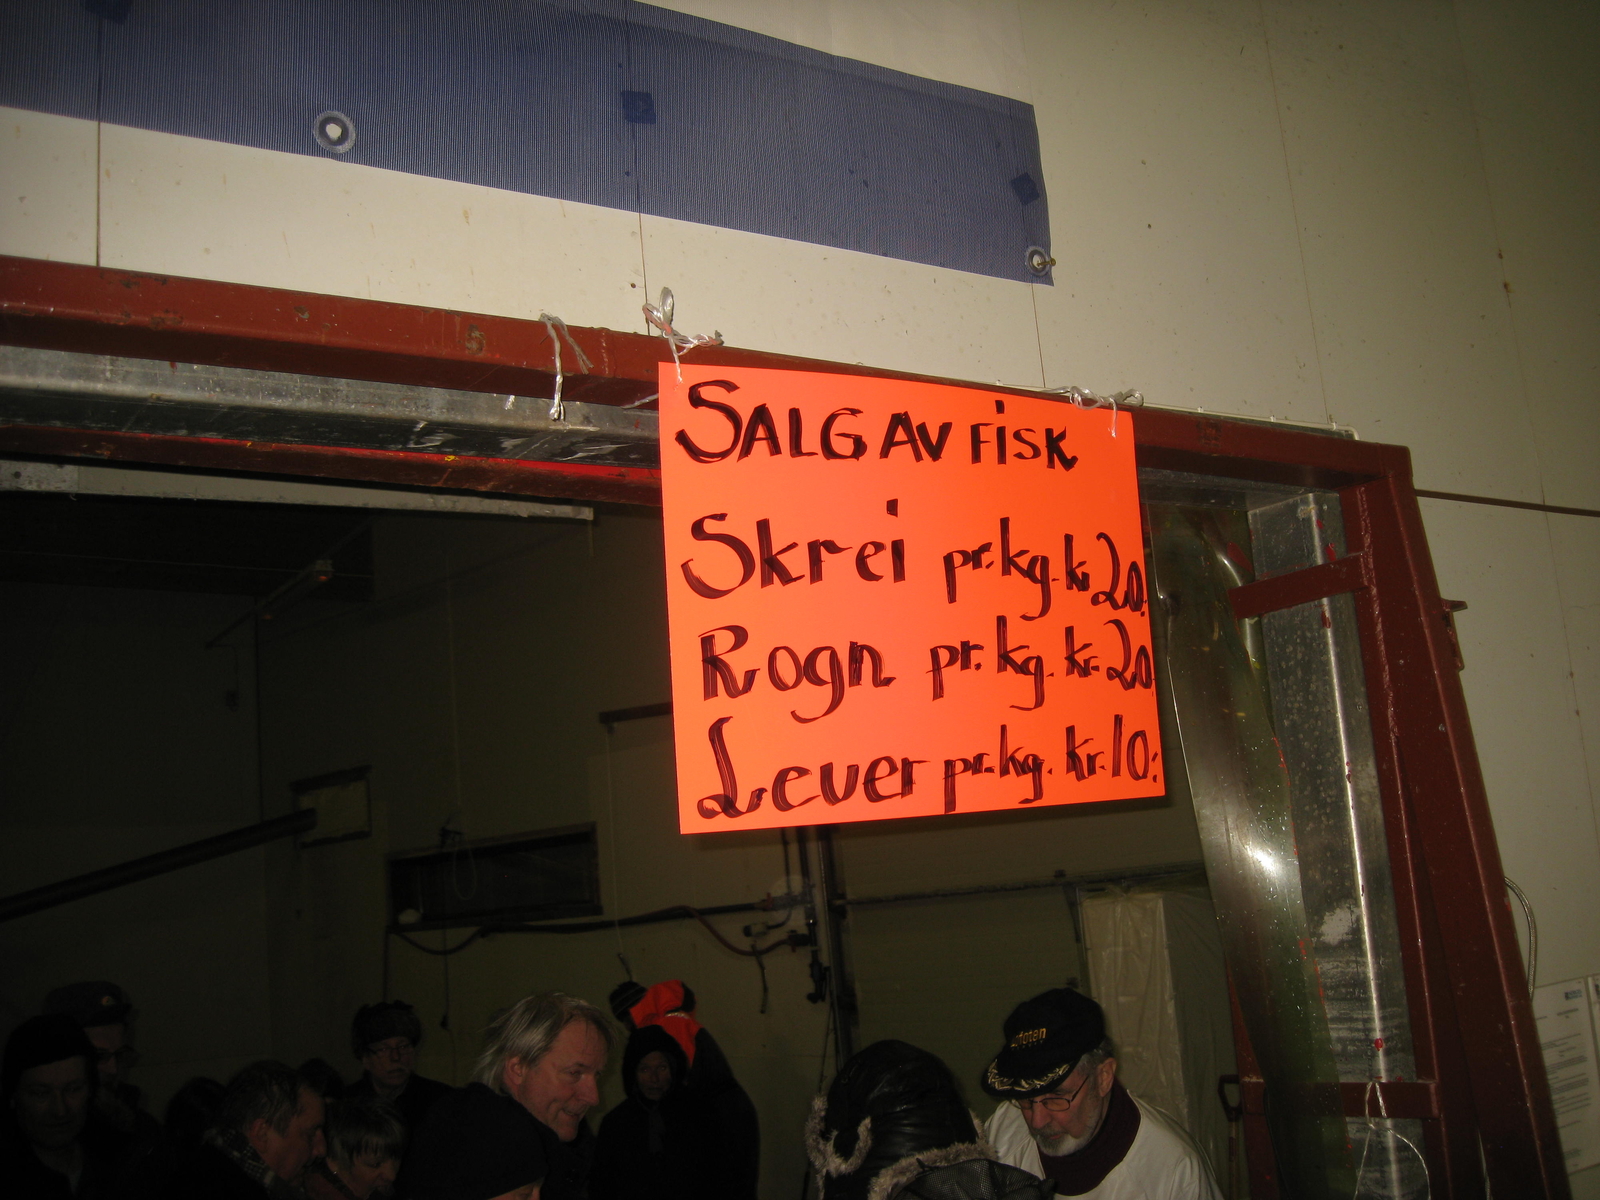 SALG AV FiSK
Skrei pr. kg. kr 20:
Rogn pr. kg. kr. 20
Lever pr. kg. kr. 10: